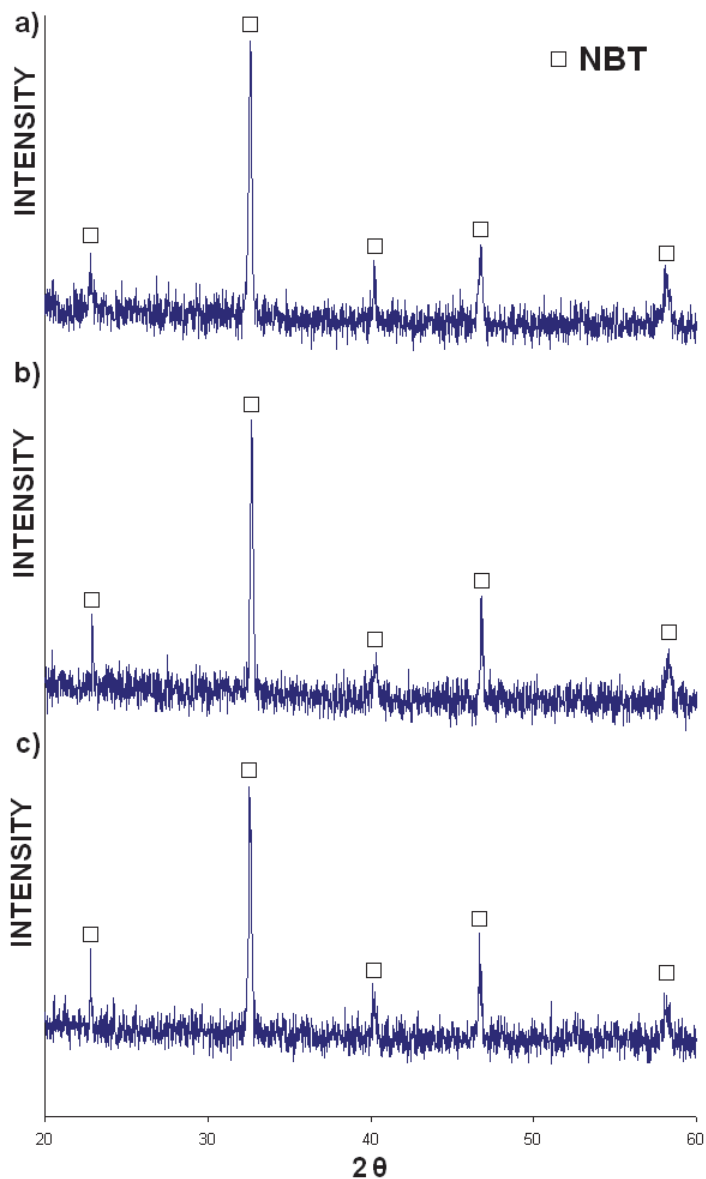 a)
□ NBT
INTENSITY
b)
INTENSITY
c)
INTENSITY
20 30 40 50 60
2θ